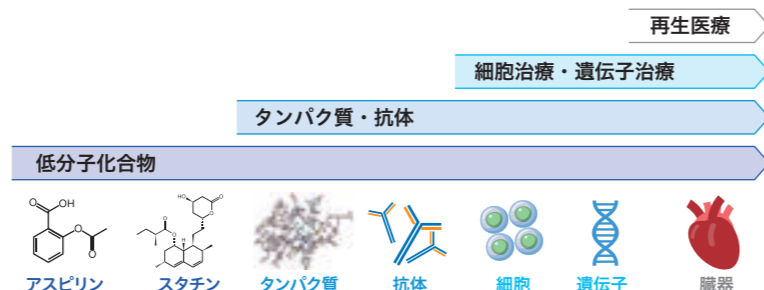 再生医療
細胞治療・遺伝子治療
タンパク質・抗体
低分子化合物
O
OH
O
O
HO
O
O
O
O
H
アスピリン
スタチン
タンパク質
抗体
細胞
遺伝子
臓器